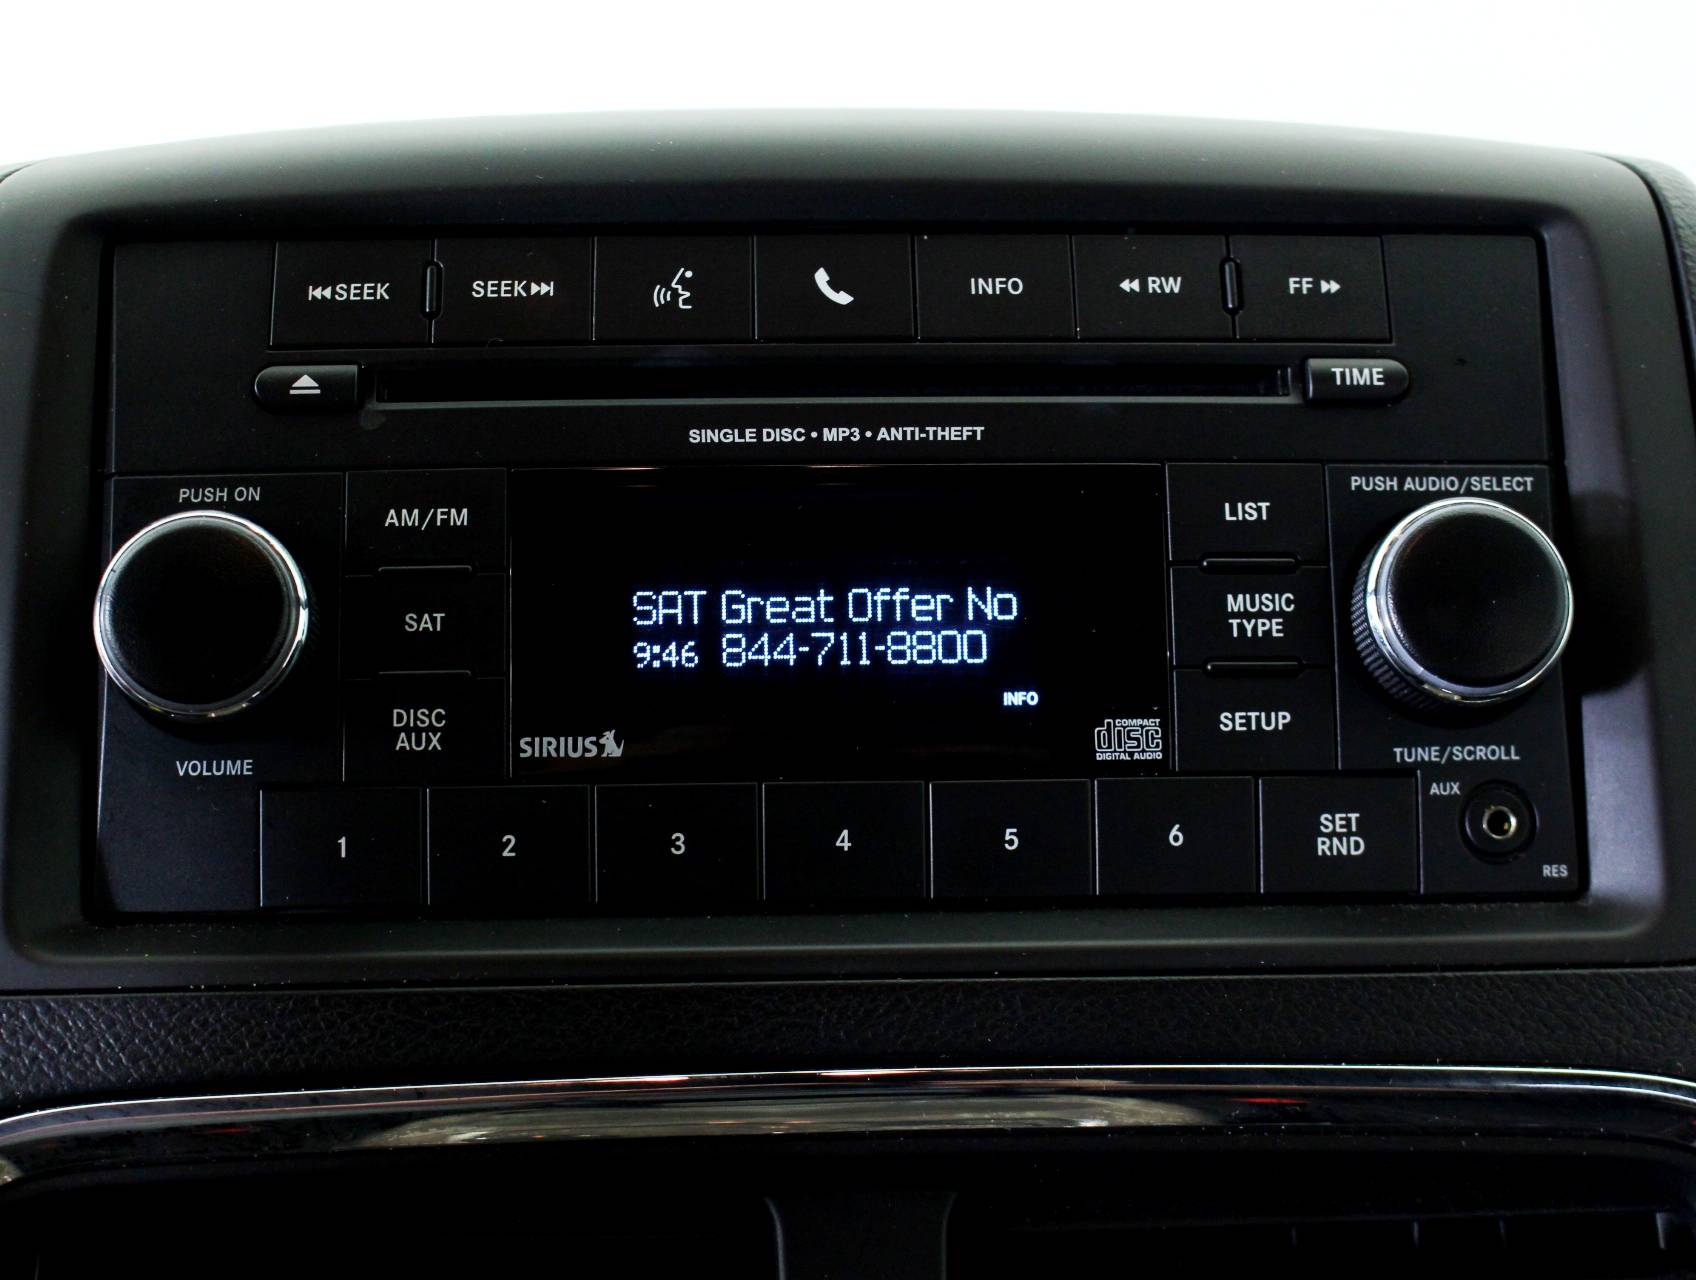 SEEK
SEEK
INFO
RW
FF
TIME
SINGLE DISC • MP3 • ANTI-THEFT
PUSH ON
VOLUME
AM/FM
SAT
DISC
AUX
SAT Great Offer No
9:46 844-711-8800
INFO
SIRIUS
COMPACT
disc
DIGITAL AUDIO
LIST
MUSIC
TYPE
SETUP
PUSH AUDIO/SELECT
TUNE/SCROLL
1
2
3
4
5
6
SET
RND
AUX
RES